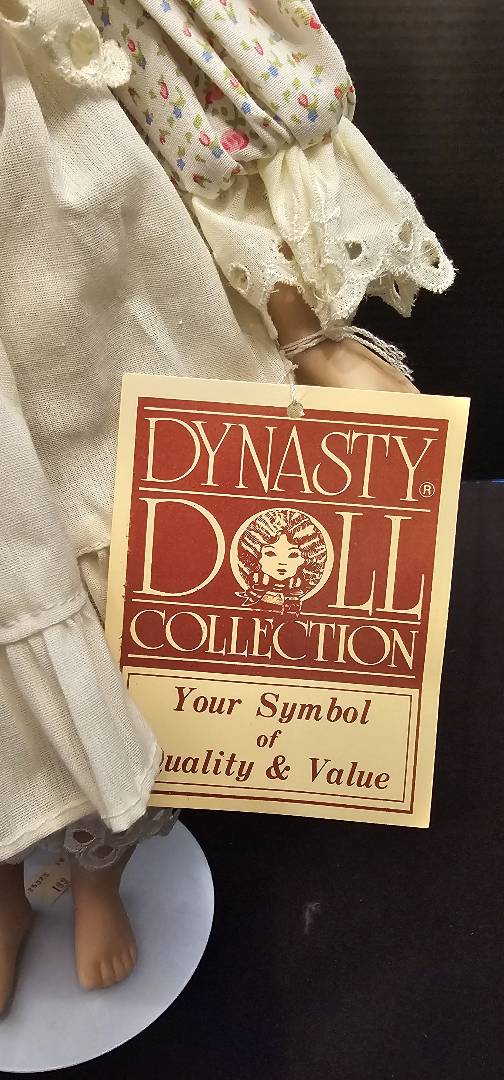 DYNASTY®
DOLL
COLLECTION
Your Symbol
of
uality & Value